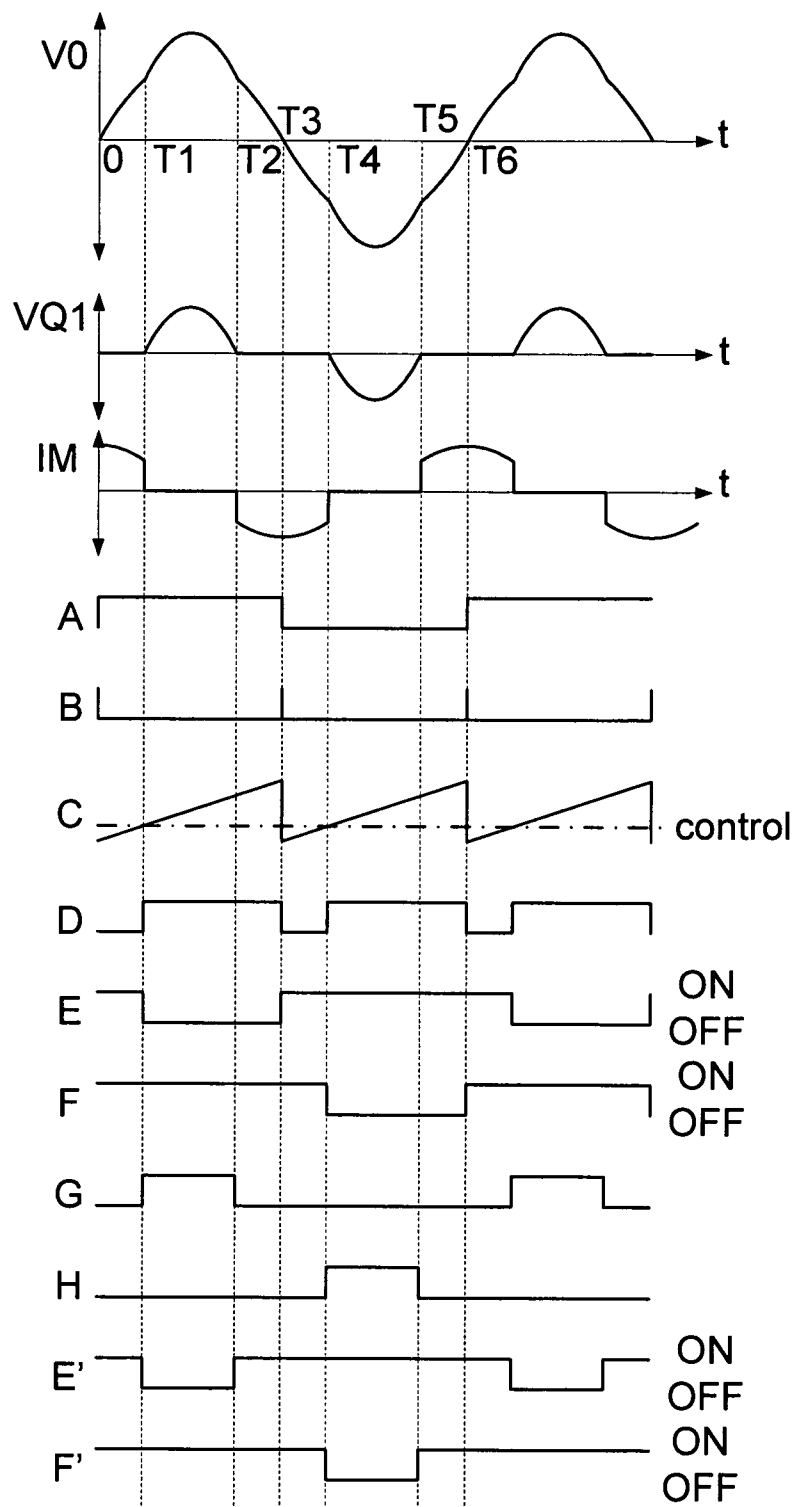 V0
T3
T5
t
0
T1
T2
T4
T6
VQ1
t
IM
t
A
B
C
control
D
E
ON
OFF
F
ON
OFF
G
H
E'
ON
OFF
F'
ON
OFF